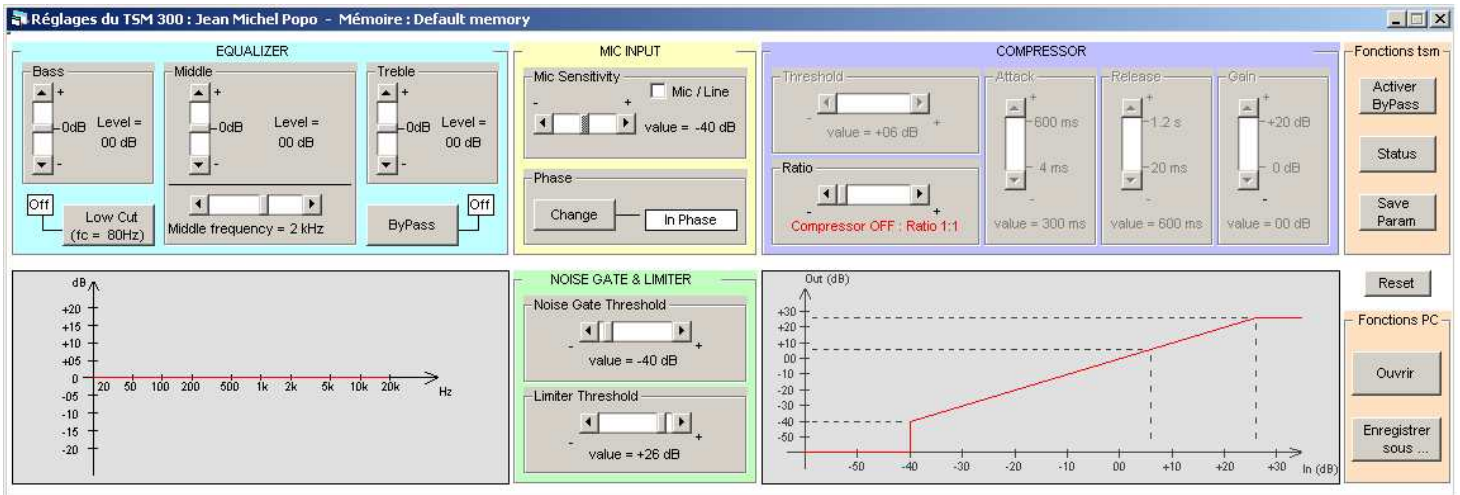 Réglages du TSM 300 : Jean Michel Popo - Mémoire : Default memory
EQUALIZER
Bass
+
0dB
Level =
00 dB
-
Off
Low Cut
(fc = 80Hz)
Middle
+
0dB
Level =
00 dB
-
Middle frequency = 2 kHz
Treble
+
0dB
Level =
00 dB
-
ByPass
Off
MIC INPUT
Mic Sensitivity
Mic / Line
- +
value = -40 dB
Phase
Change
In Phase
COMPRESSOR
Threshold
- +
value = +06 dB
Ratio
- +
Compressor OFF : Ratio 1:1
Attack
+
600 ms
4 ms
-
value = 300 ms
Release
+
1.2 s
20 ms
-
value = 600 ms
Gain
+
+20 dB
0 dB
-
value = 00 dB
Fonctions tsm
Activer
ByPass
Status
Save
Param
dB
+20
+15
+10
+05
0
-05
-10
-15
-20
20 50 100 200 500 1k 2k 5k 10k 20k
Hz
NOISE GATE & LIMITER
Noise Gate Threshold
- +
value = -40 dB
Limiter Threshold
- +
value = +26 dB
Out (dB)
+30
+20
+10
00
-10
-20
-30
-40
-50
-50 -40 -30 -20 -10 00 +10 +20 +30 In (dB)
Reset
Fonctions PC
Ouvrir
Enregistrer
sous ...